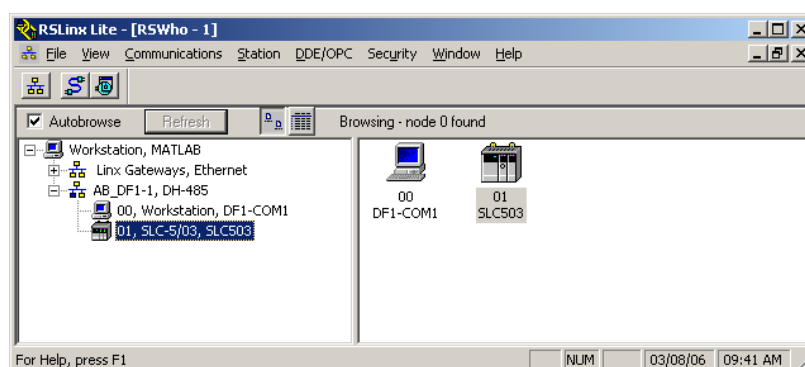 RSLinx Lite - [RSWho - 1]
File View Communications Station DDE/OPC Security Window Help
Autobrowse Refresh Browsing - node 0 found
Workstation, MATLAB
Linx Gateways, Ethernet
AB_DF1-1, DH-485
00, Workstation, DF1-COM1
01, SLC-5/03, SLC503
00
DF1-COM1
01
SLC503
For Help, press F1 NUM 03/08/06 09:41 AM